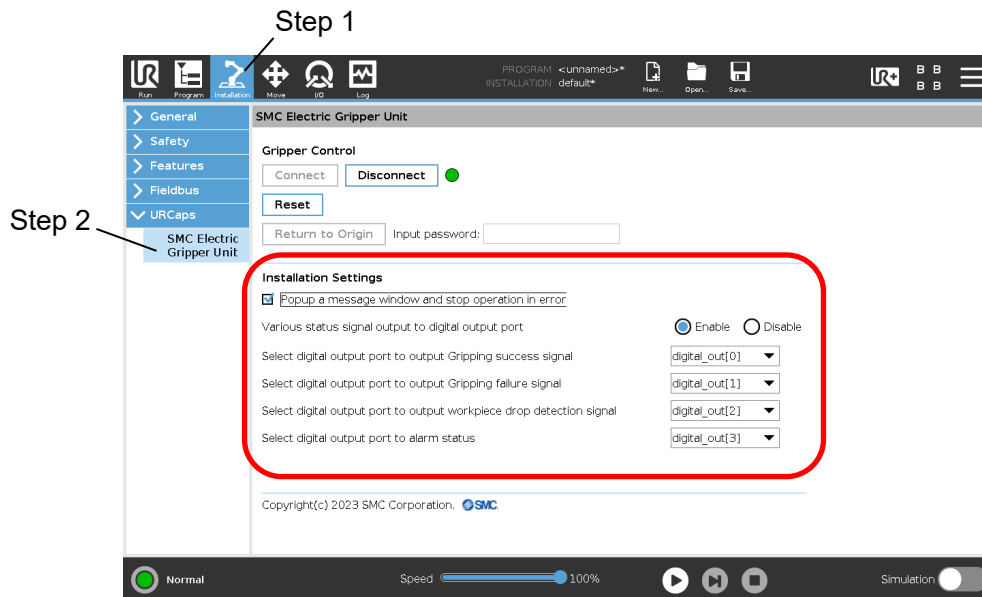 Step 1
PROGRAM <unnamed>*
INSTALLATION default*
Run Program Installation Move I/O Log
New... Open... Save...
UR+
B B
B B
General
Safety
Features
Fieldbus
URCaps
Step 2
SMC Electric
Gripper Unit
SMC Electric Gripper Unit
Gripper Control
Connect Disconnect
Reset
Return to Origin Input password:
Installation Settings
Popup a message window and stop operation in error
Various status signal output to digital output port Enable Disable
Select digital output port to output Gripping success signal digital_out[0]
Select digital output port to output Gripping failure signal digital_out[1]
Select digital output port to output workpiece drop detection signal digital_out[2]
Select digital output port to alarm status digital_out[3]
Copyright(c) 2023 SMC Corporation. SMC
Normal Speed 100% Simulation